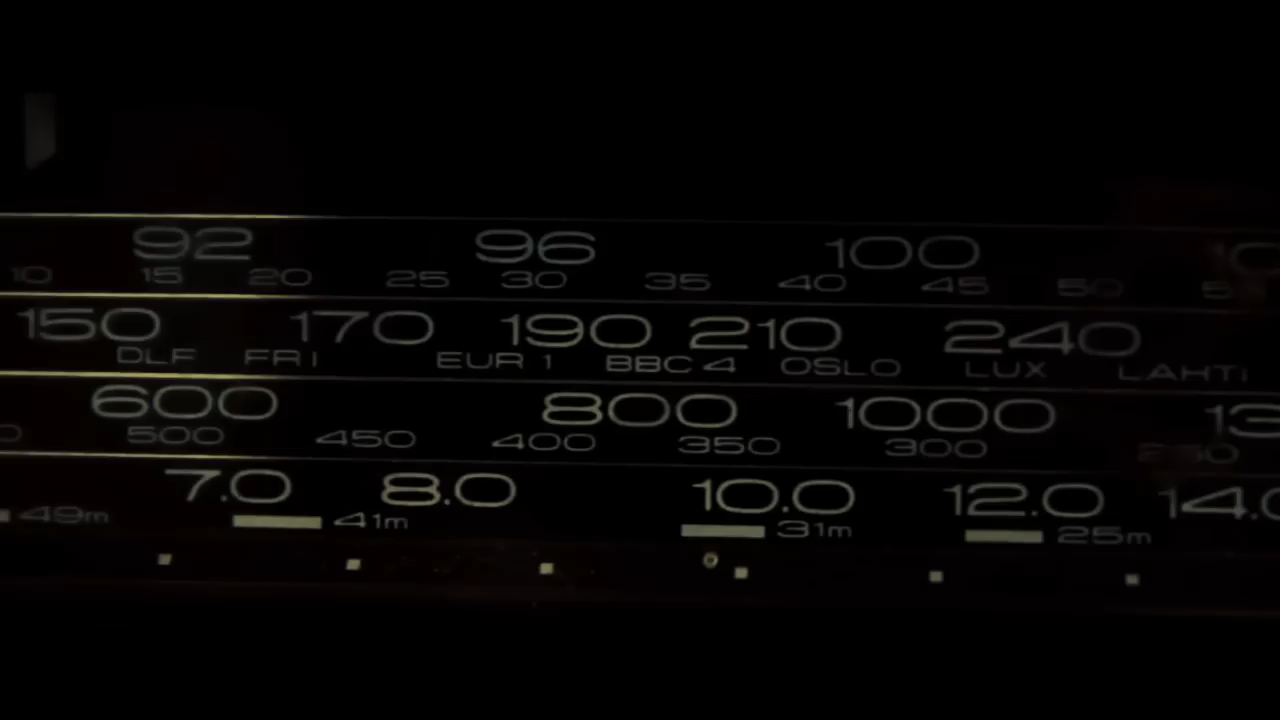 92 96 100
10 15 20 25 30 35 40 45 50
150 170 190 210 240
DLF FR1 EUR 1 BBC 4 OSLO LUX LAHTI
600 800 1000
500 450 400 350 300
7.0 8.0 10.0 12.0 14.0
49m 41m 31m 25m